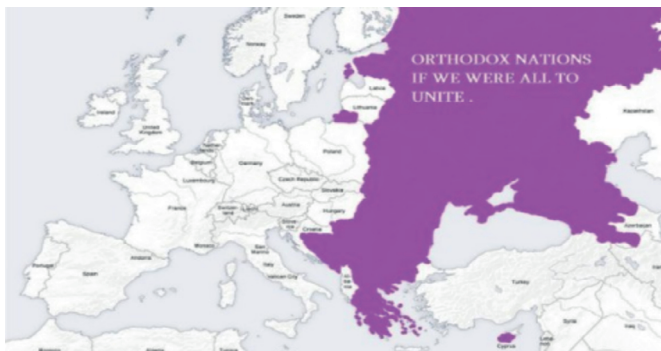 Sweden
Norway
ORTHODOX NATIONS
IF WE WERE ALL TO
UNITE .
Latvia
Lithuania
Ireland
United
Kingdom
Kazakhstan
Belgium
Germany
Poland
Luxembourg
Czech Republic
Slovakia
France
Austria
Hungary
Croatia
Monaco
San
Marino
Andorra
Italy
Vatican City
Portugal
Spain
Azerbaijan
Turkey
Syria
Cyprus
Iraq